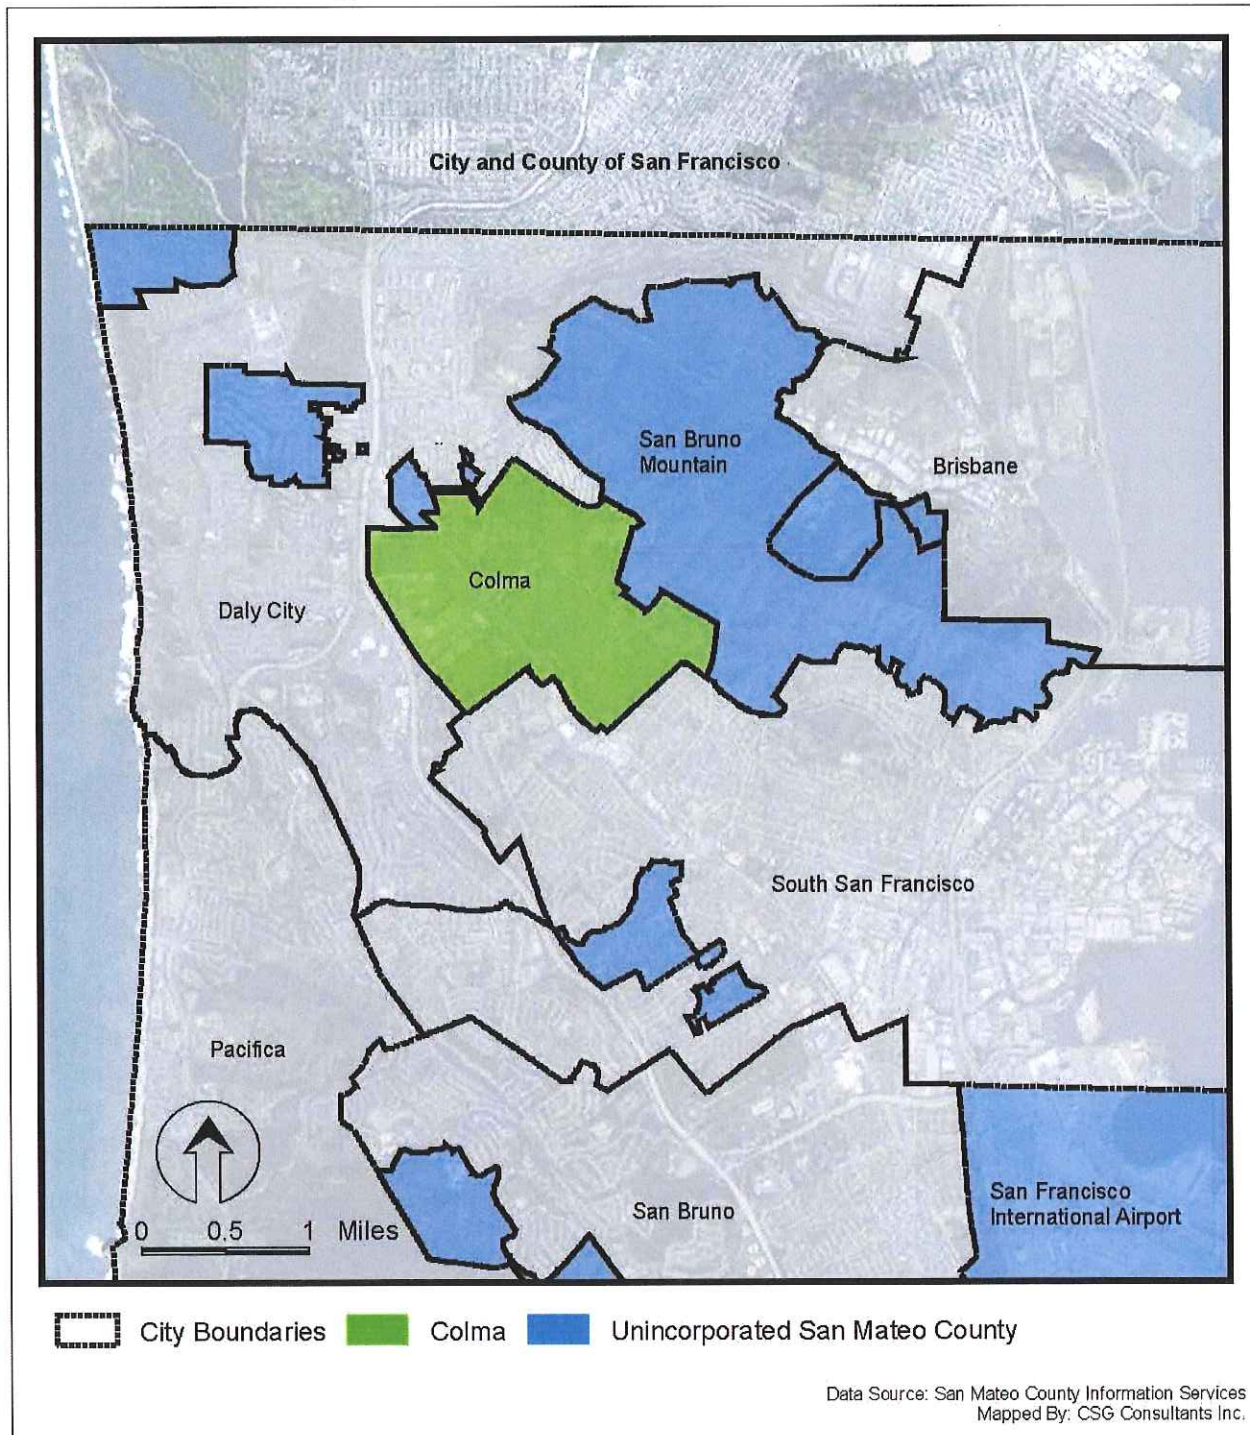 City and County of San Francisco
San Bruno
Mountain
Brisbane
Colma
Daly City
South San Francisco
Pacifica
San Francisco
International Airport
San Bruno
0 0.5 1 Miles
City Boundaries Colma Unincorporated San Mateo County
Data Source: San Mateo County Information Services
Mapped By: CSG Consultants Inc.